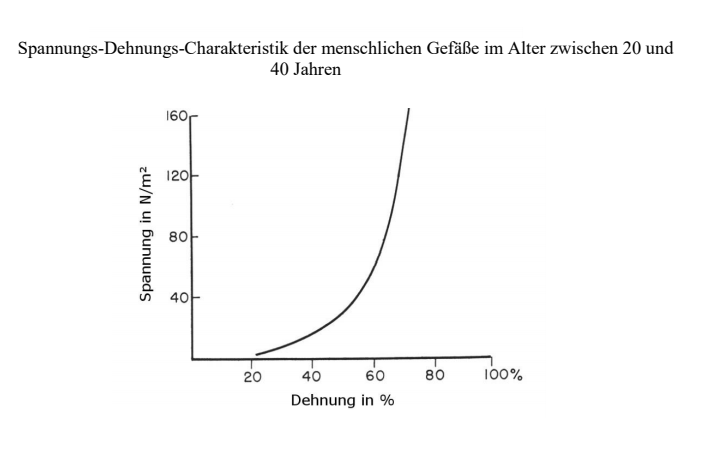 Spannungs-Dehnungs-Charakteristik der menschlichen Gefäße im Alter zwischen 20 und
40 Jahren
160
120
80
40
Spannung in N/m²
20 40 60 80 100%
Dehnung in %